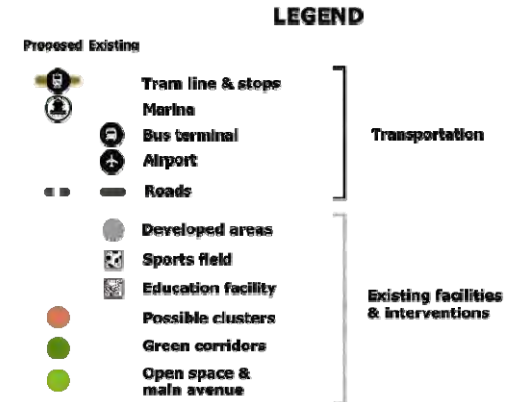 LEGEND
Proposed Existing
Tram line & stops
Marina
Bus terminal
Airport
Roads
Transportation
Developed areas
Sports field
Education facility
Possible clusters
Green corridors
Open space &
main avenue
Existing facilities
& interventions